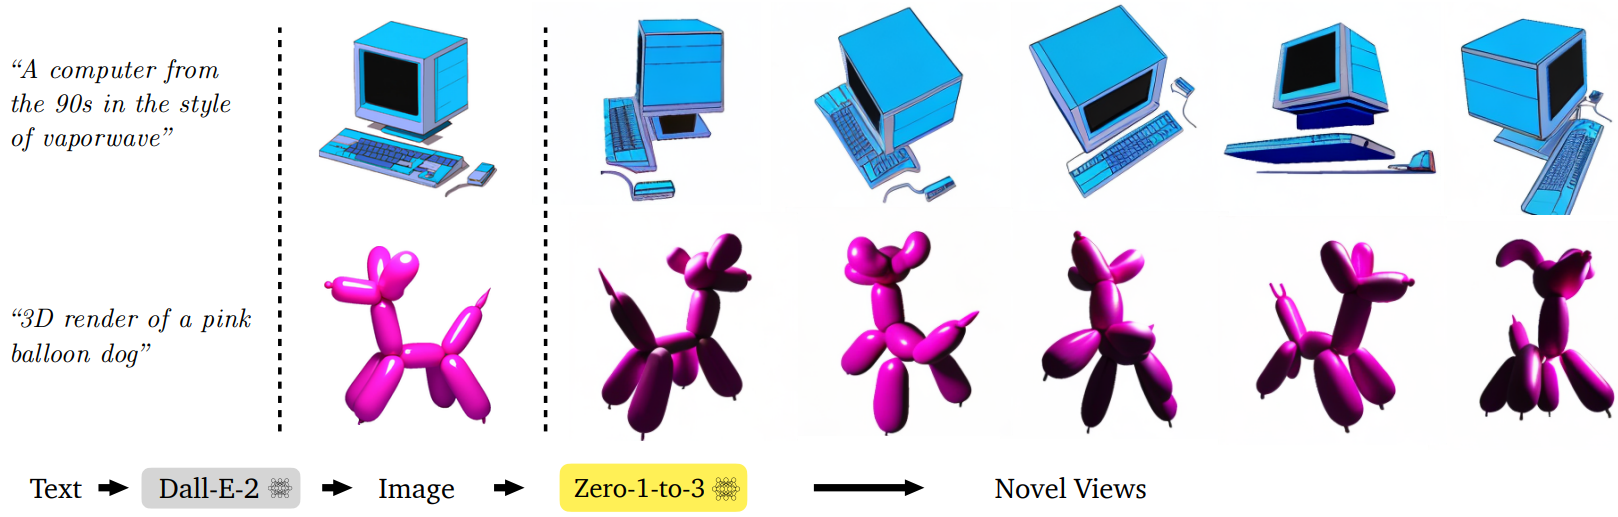 “A computer from
the 90s in the style
of vaporwave”
“3D render of a pink
balloon dog”
Text Dall-E-2 Image Zero-1-to-3 Novel Views